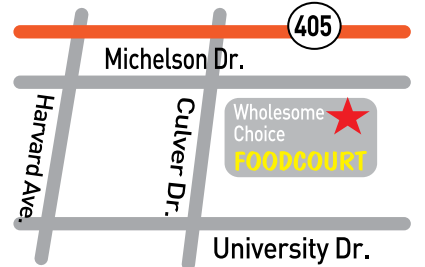 405
Michelson Dr.
Harvard Ave.
Culver Dr.
Wholesome
Choice
FOODCOURT
University Dr.